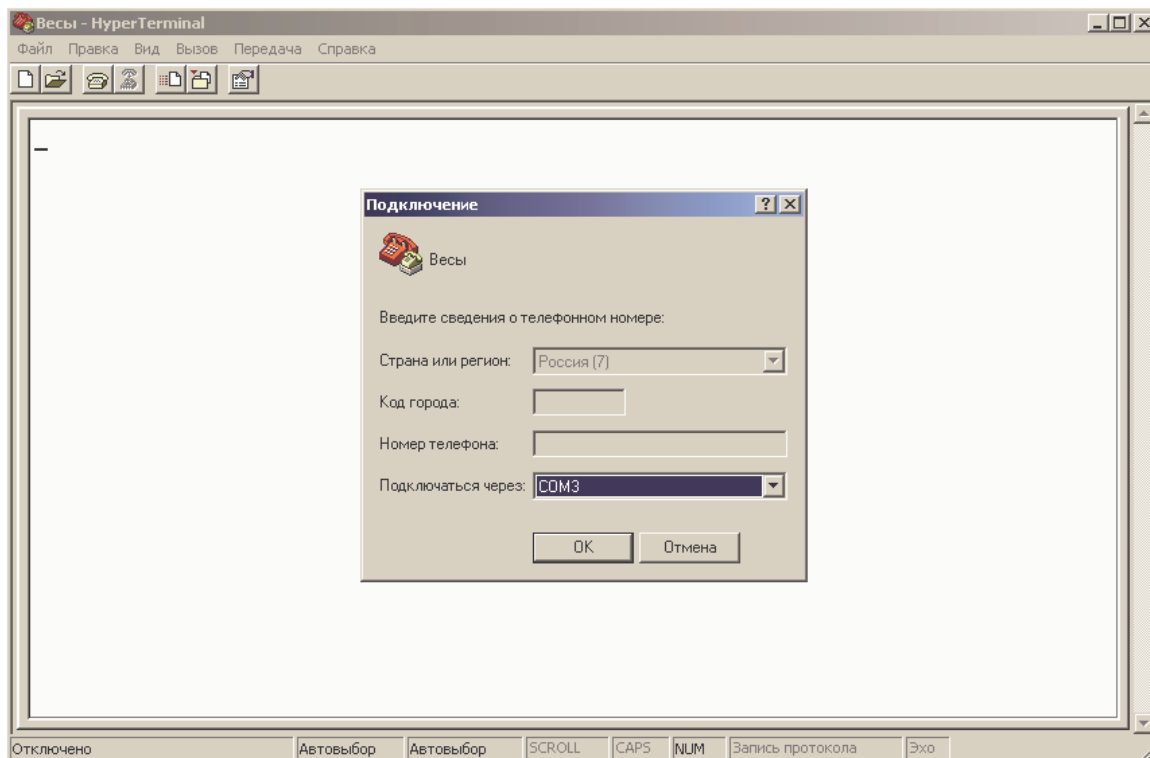 Весы - HyperTerminal
Файл Правка Вид Вызов Передача Справка
Подключение
Весы
Введите сведения о телефонном номере:
Страна или регион: Россия (7)
Код города:
Номер телефона:
Подключаться через: COM3
OK Отмена
Отключено Автовыбор Автовыбор SCROLL CAPS NUM Запись протокола Эхо